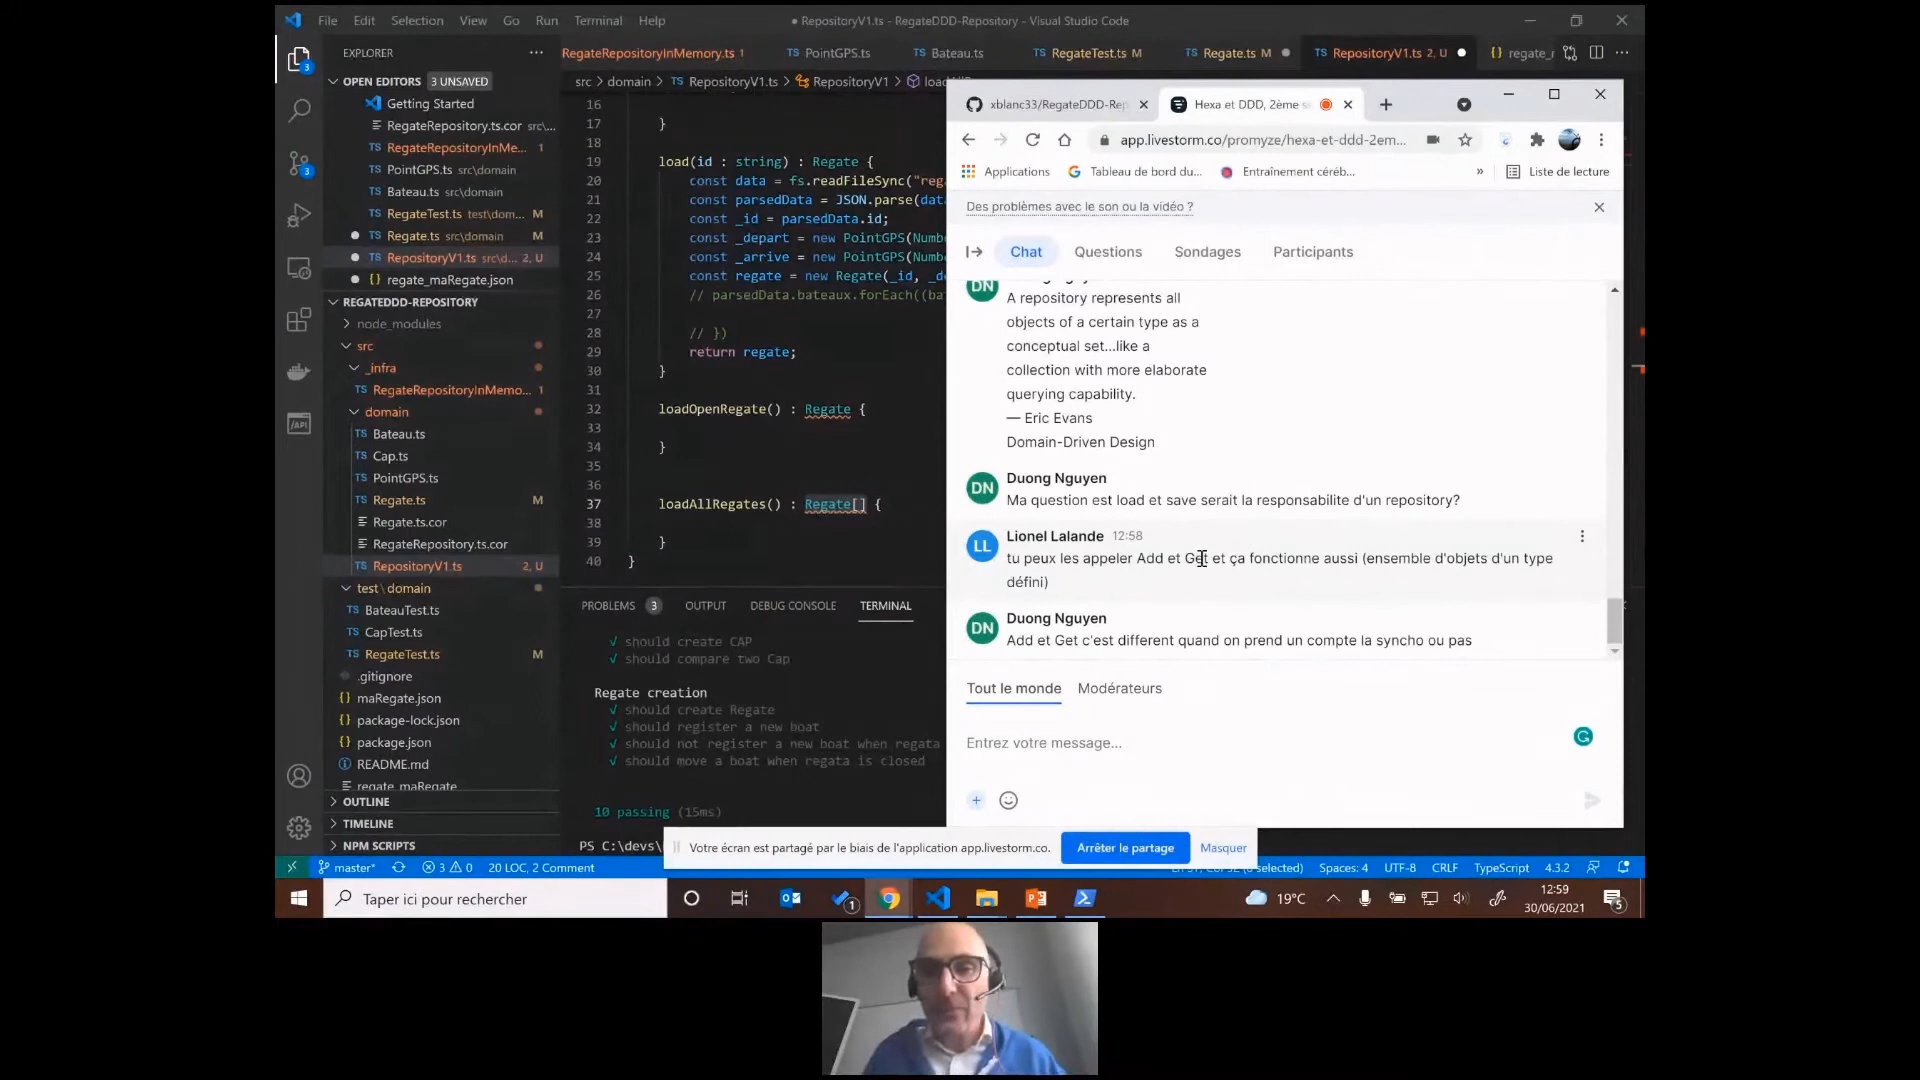 File Edit Selection View Go Run Terminal Help
● RepositoryV1.ts - RegateDDD-Repository - Visual Studio Code
EXPLORER
OPEN EDITORS 3 UNSAVED
Getting Started
RegateRepository.ts.cor src\...
RegateRepositoryInMe... 1
PointGPS.ts src\domain
Bateau.ts src\domain
RegateTest.ts test\dom... M
Regate.ts src\domain M
RepositoryV1.ts src\d... 2, U
regate_maRegate.json
REGATEDDD-REPOSITORY
node_modules
src
_infra
RegateRepositoryInMemo... 1
domain
Bateau.ts
Cap.ts
PointGPS.ts
Regate.ts M
Regate.ts.cor
RegateRepository.ts.cor
RepositoryV1.ts 2, U
test\domain
BateauTest.ts
CapTest.ts
RegateTest.ts M
.gitignore
maRegate.json
package-lock.json
package.json
README.md
regate_maRegate
OUTLINE
TIMELINE
NPM SCRIPTS
RegateRepositoryInMemory.ts 1 PointGPS.ts Bateau.ts RegateTest.ts M Regate.ts M RepositoryV1.ts 2, U
src > domain > TS RepositoryV1.ts > RepositoryV1 >
16
17 }
18
19 load(id : string) : Regate {
20 const data = fs.readFileSync("reg
21 const parsedData = JSON.parse(dat
22 const _id = parsedData.id;
23 const _depart = new PointGPS(Numb
24 const _arrive = new PointGPS(Numb
25 const regate = new Regate(_id, _d
26 // parsedData.bateaux.forEach((ba
27
28 // })
29 return regate;
30 }
31
32 loadOpenRegate() : Regate {
33
34 }
35
36
37 loadAllRegates() : Regate[] {
38
39 }
40 }
PROBLEMS 3 OUTPUT DEBUG CONSOLE TERMINAL
√ should create CAP
√ should compare two Cap
Regate creation
√ should create Regate
√ should register a new boat
√ should not register a new boat when regata
√ should move a boat when regata is closed
10 passing (15ms)
PS C:\devs\
xblanc33/RegateDDD-Rep
Hexa et DDD, 2ème s
app.livestorm.co/promyze/hexa-et-ddd-2em...
Applications Tableau de bord du... Entraînement céréb... » Liste de lecture
Des problèmes avec le son ou la vidéo ?
Chat Questions Sondages Participants
DN
A repository represents all
objects of a certain type as a
conceptual set...like a
collection with more elaborate
querying capability.
— Eric Evans
Domain-Driven Design
DN Duong Nguyen
Ma question est load et save serait la responsabilite d'un repository?
LL Lionel Lalande 12:58
tu peux les appeler Add et Get et ça fonctionne aussi (ensemble d'objets d'un type
défini)
DN Duong Nguyen
Add et Get c'est different quand on prend un compte la syncho ou pas
Tout le monde Modérateurs
Entrez votre message...
Votre écran est partagé par le biais de l'application app.livestorm.co. Arrêter le partage Masquer
master* 3 0 20 LOC, 2 Comment selected) Spaces: 4 UTF-8 CRLF TypeScript 4.3.2
Taper ici pour rechercher
19°C
12:59
30/06/2021
5